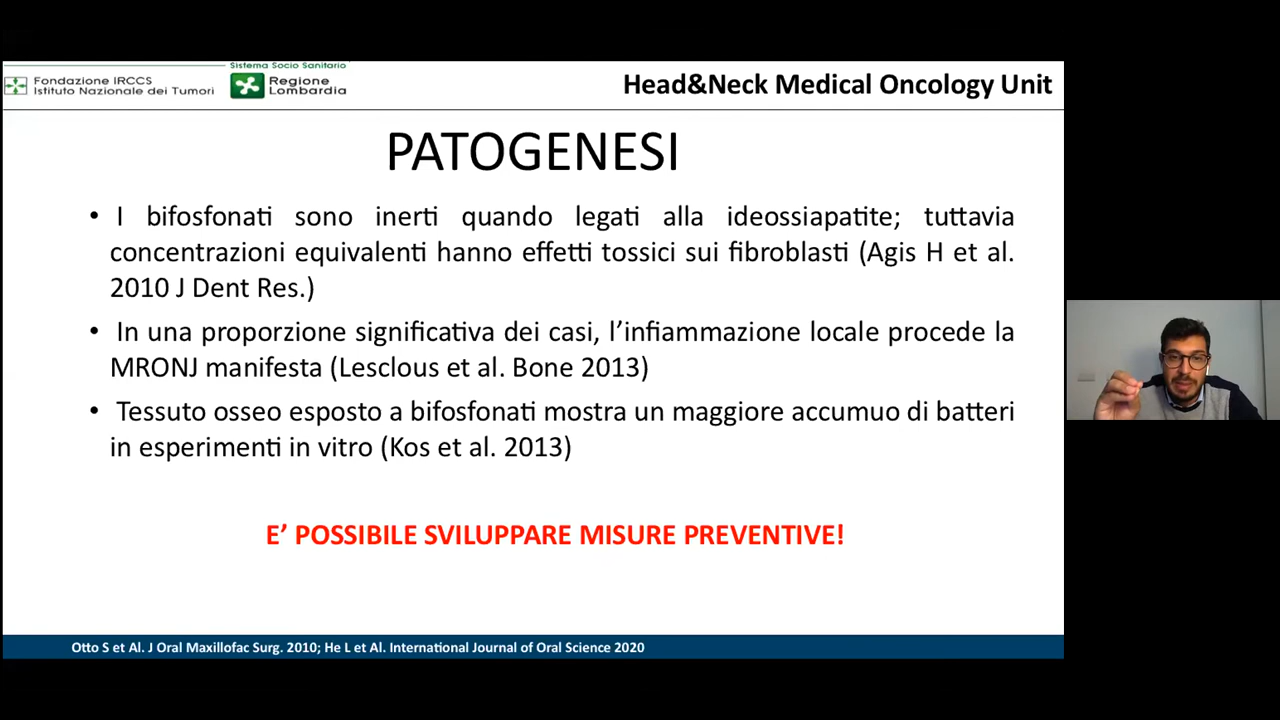 Fondazione IRCCS
Istituto Nazionale dei Tumori
Sistema Socio Sanitario
Regione
Lombardia
Head&Neck Medical Oncology Unit
PATOGENESI
• I bifosfonati sono inerti quando legati alla ideossiapatite; tuttavia
concentrazioni equivalenti hanno effetti tossici sui fibroblasti (Agis H et al.
2010 J Dent Res.)
• In una proporzione significativa dei casi, l’infiammazione locale procede la
MRONJ manifesta (Lesclous et al. Bone 2013)
• Tessuto osseo esposto a bifosfonati mostra un maggiore accumuo di batteri
in esperimenti in vitro (Kos et al. 2013)
E’ POSSIBILE SVILUPPARE MISURE PREVENTIVE!
Otto S et Al. J Oral Maxillofac Surg. 2010; He L et Al. International Journal of Oral Science 2020